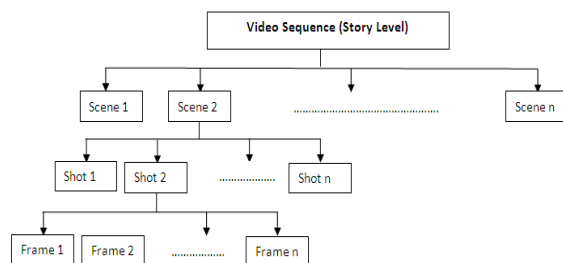 Video Sequence (Story Level)
Scene 1 Scene 2 ................................................ Scene n
Shot 1 Shot 2 ................... Shot n
Frame 1 Frame 2 .................. Frame n